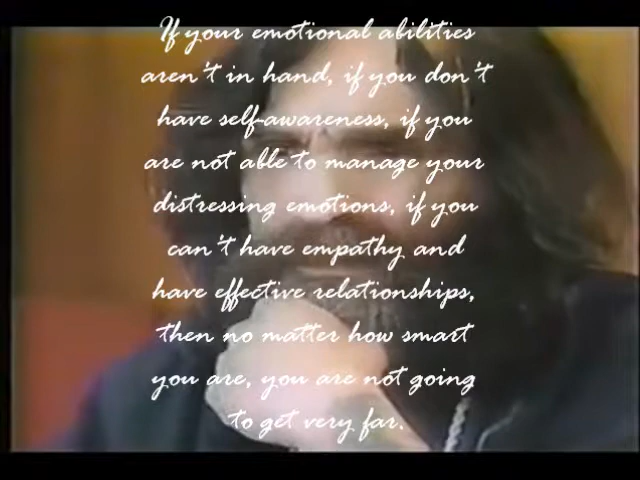 If your emotional abilities
aren't in hand, if you don't
have self-awareness, if you
are not able to manage your
distressing emotions, if you
can't have empathy and
have effective relationships,
then no matter how smart
you are, you are not going
to get very far.